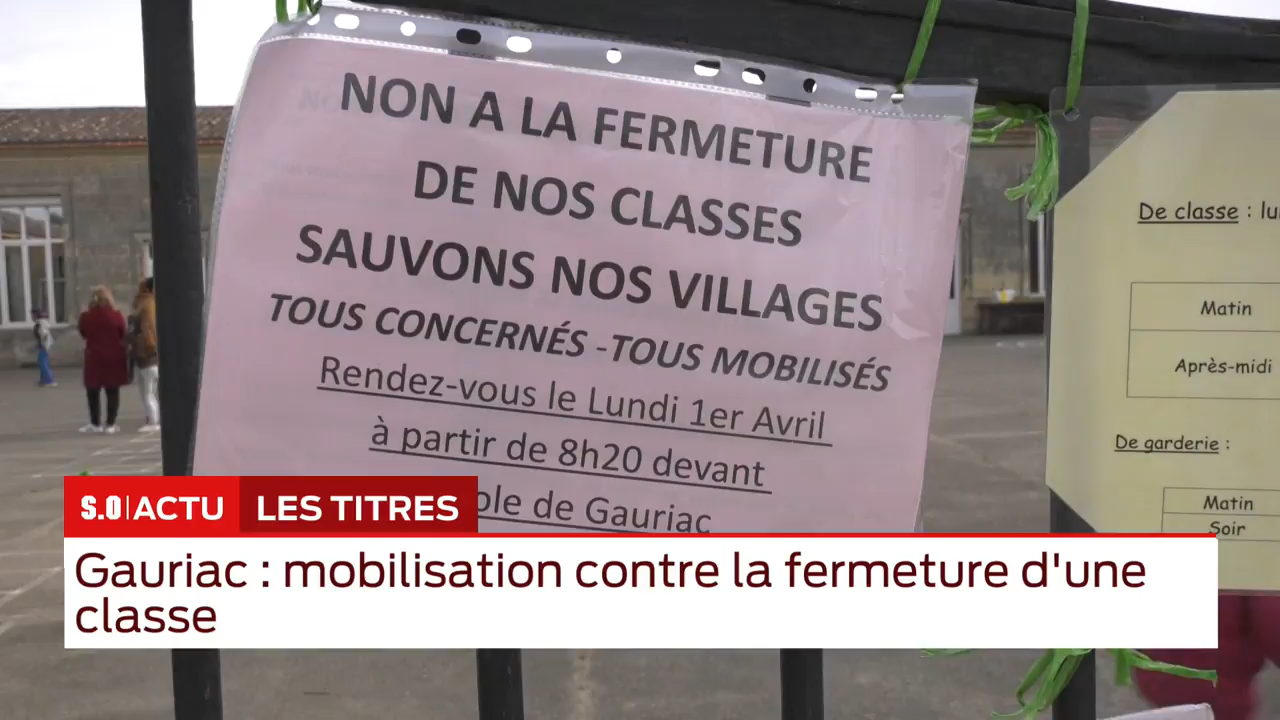 NON A LA FERMETURE
DE NOS CLASSES
SAUVONS NOS VILLAGES
TOUS CONCERNÉS -TOUS MOBILISÉS
Rendez-vous le Lundi 1er Avril
à partir de 8h20 devant
de Gauriac
De classe :
Matin
Après-midi
De garderie :
Matin
Soir
S.O ACTU LES TITRES
Gauriac : mobilisation contre la fermeture d'une
classe